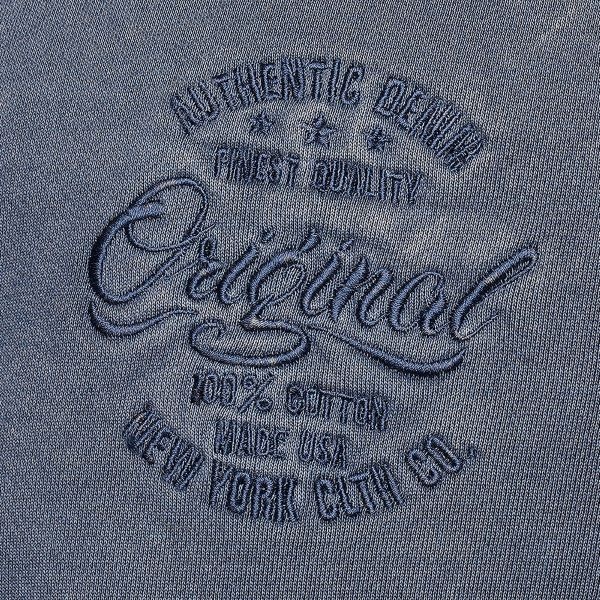 AUTHENTIC DENIM
FINEST QUALITY
Original
100% COTTON
MADE USA
NEW YORK CLTH CO.